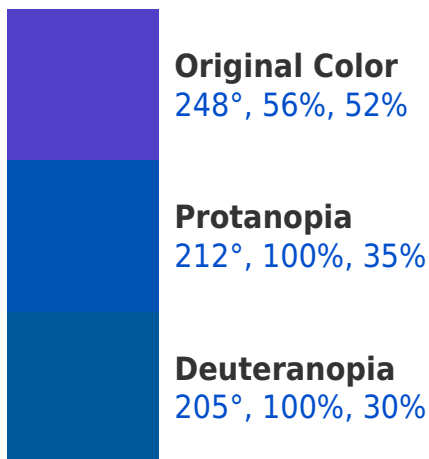 Original Color
248°, 56%, 52%
Protanopia
212°, 100%, 35%
Deuteranopia
205°, 100%, 30%